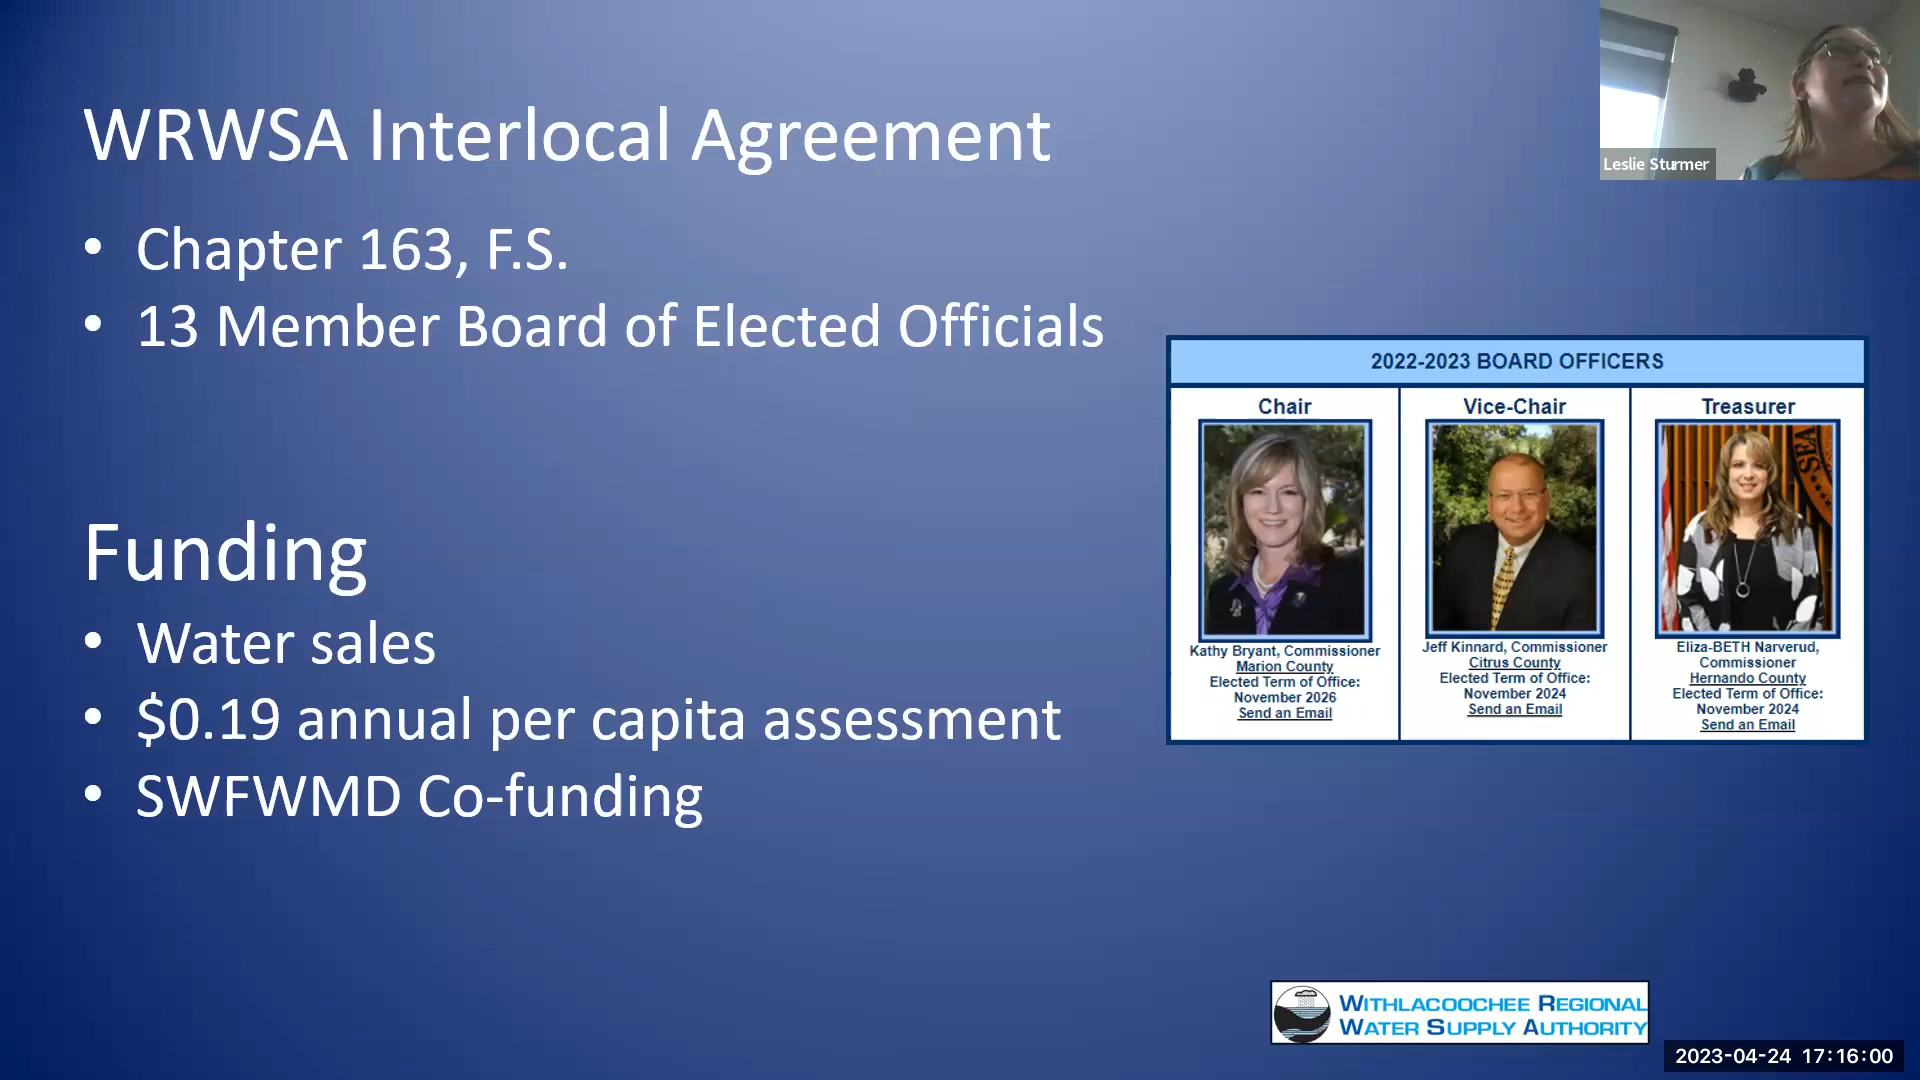 WRWSA Interlocal Agreement
• Chapter 163, F.S.
• 13 Member Board of Elected Officials
Funding
• Water sales
• $0.19 annual per capita assessment
• SWFWMD Co-funding
Leslie Sturmer
2022-2023 BOARD OFFICERS
Chair
Kathy Bryant, Commissioner
Marion County
Elected Term of Office:
November 2026
Send an Email
Vice-Chair
Jeff Kinnard, Commissioner
Citrus County
Elected Term of Office:
November 2024
Send an Email
Treasurer
SEA
Eliza-BETH Narverud,
Commissioner
Hernando County
Elected Term of Office:
November 2024
Send an Email
WITHLACOOCHEE REGIONAL
WATER SUPPLY AUTHORITY
2023-04-24 17:16:00